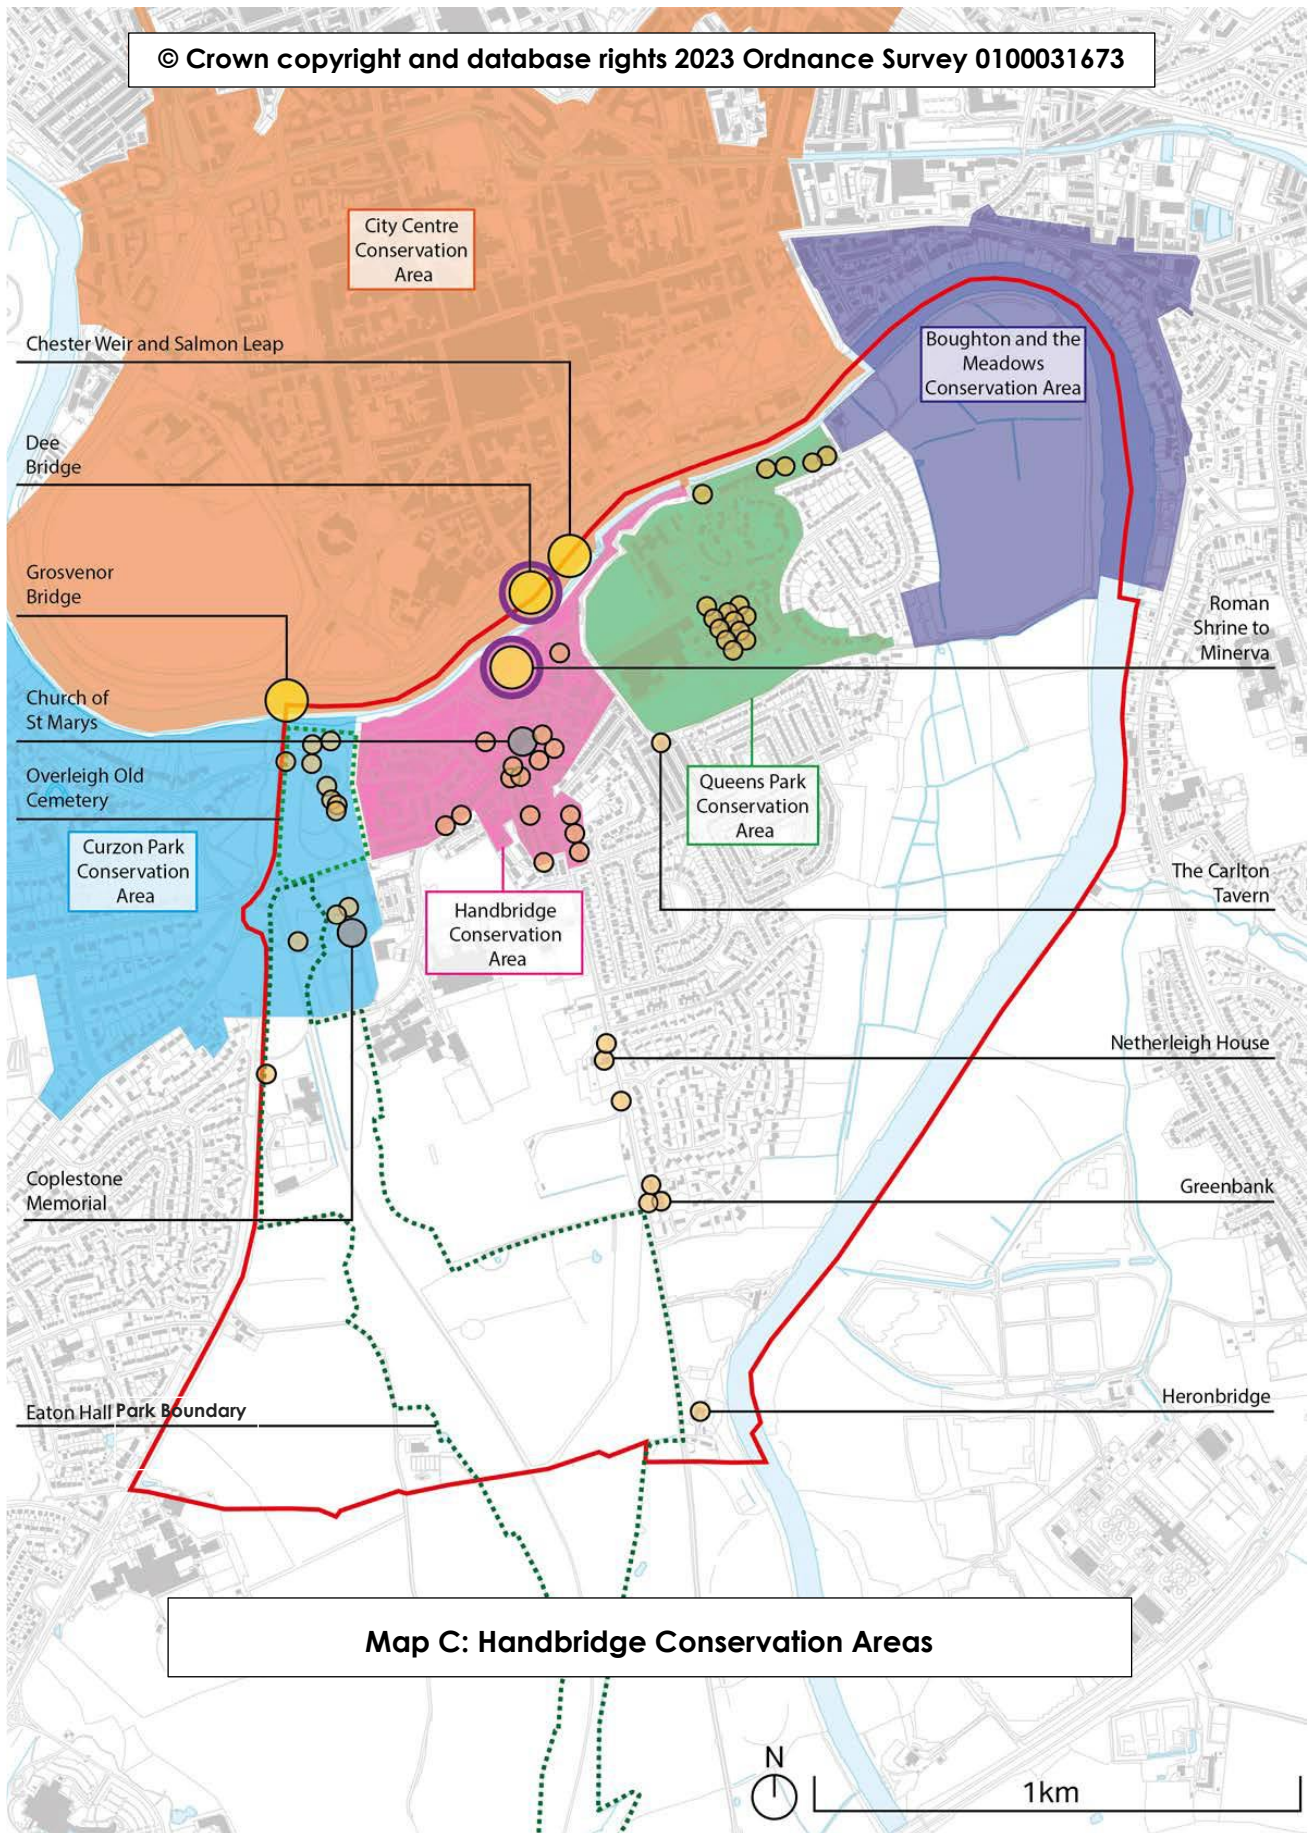 © Crown copyright and database rights 2023 Ordnance Survey 0100031673
City Centre
Conservation
Area
Chester Weir and Salmon Leap
Boughton and the
Meadows
Conservation Area
Dee
Bridge
Grosvenor
Bridge
Roman
Shrine to
Minerva
Church of
St Marys
Overleigh Old
Cemetery
Queens Park
Conservation
Area
Curzon Park
Conservation
Area
The Carlton
Tavern
Handbridge
Conservation
Area
Netherleigh House
Coplestone
Memorial
Greenbank
Eaton Hall Park Boundary
Heronbridge
Map C: Handbridge Conservation Areas
N
1km